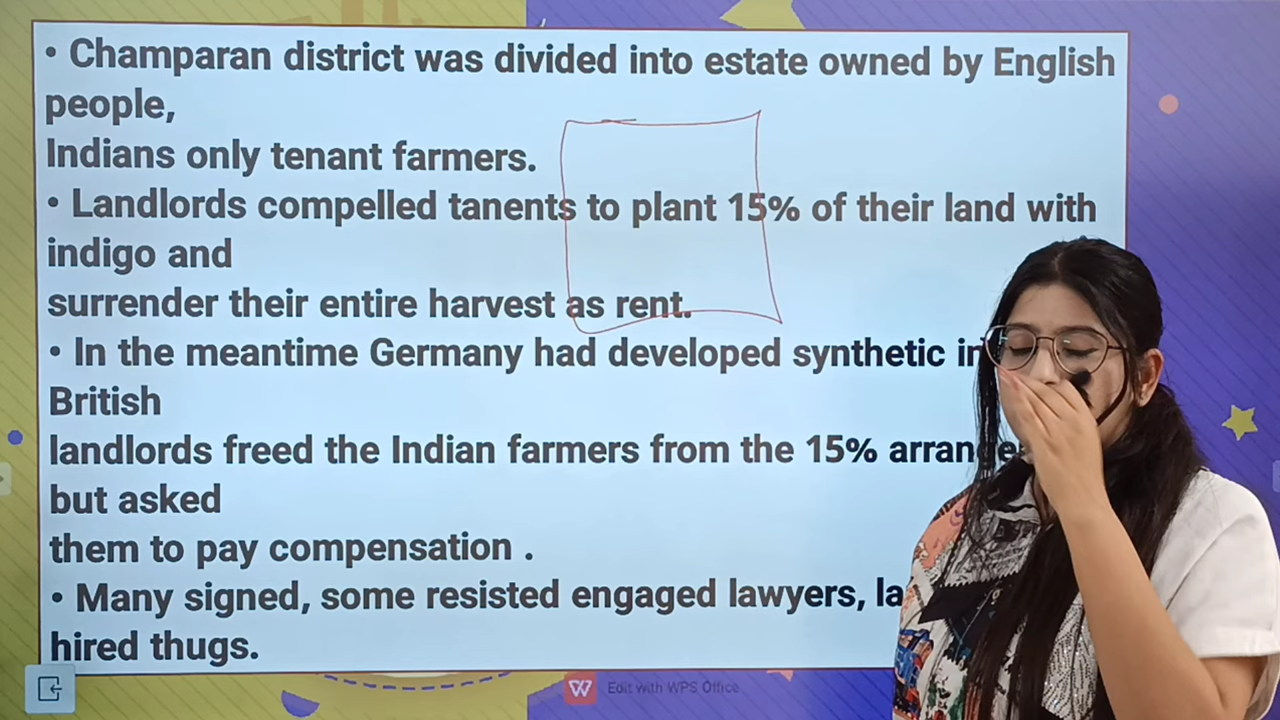 • Champaran district was divided into estate owned by English
people,
Indians only tenant farmers.
• Landlords compelled tanents to plant 15% of their land with
indigo and
surrender their entire harvest as rent.
• In the meantime Germany had developed synthetic
British
landlords freed the Indian farmers from the 15%
but asked
them to pay compensation .
• Many signed, some resisted engaged lawyers,
hired thugs.
Edit with WPS Office